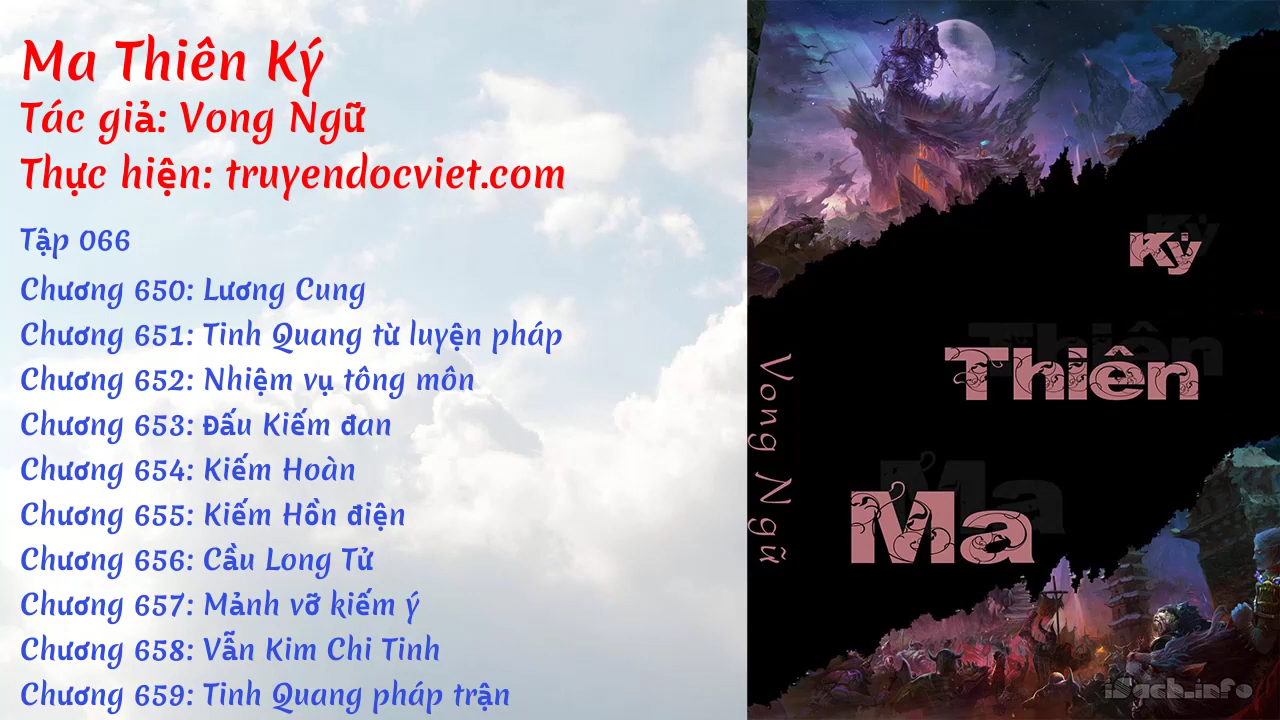 Ma Thiên Ký
Tác giả: Vong Ngữ
Thực hiện: truyendocviet.com
Tập 066
Chương 650: Lương Cung
Chương 651: Tinh Quang từ luyện pháp
Chương 652: Nhiệm vụ tông môn
Chương 653: Đấu Kiếm đan
Chương 654: Kiếm Hoàn
Chương 655: Kiếm Hồn điện
Chương 656: Cầu Long Tử
Chương 657: Mảnh vỡ kiếm ý
Chương 658: Vẫn Kim Chi Tinh
Chương 659: Tinh Quang pháp trận
Ký
Thiên
Ma
Vong Ngữ
iSach.info